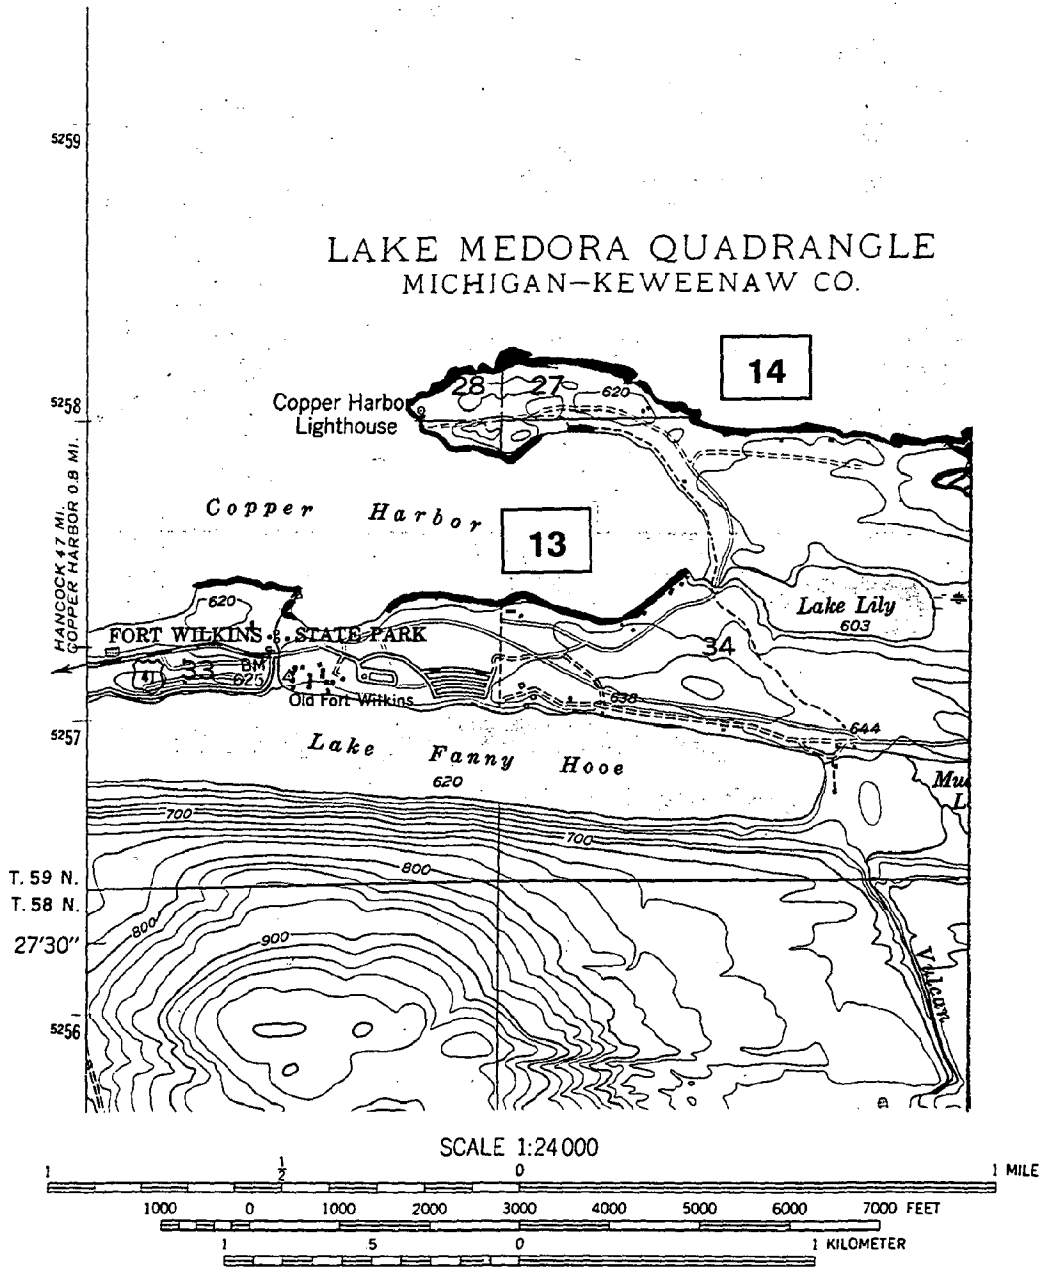 5259
LAKE MEDORA QUADRANGLE
MICHIGAN-KEWEENAW CO.
14
28 27 620
5258
Copper Harbor
Lighthouse
HANCOCK 47 MI.
COPPER HARBOR 0.8 MI.
Copper Harbor
13
620
Lake Lily
603
FORT WILKINS STATE PARK
34
41 33 BM
625
Old Fort Wilkins
638
644
5257
Lake Fanny Hooe
620
700
700
800
T. 59 N.
T. 58 N.
800
27'30"
900
Vulcan
5256
SCALE 1:24 000
1 1/2 0 1 MILE
1000 0 1000 2000 3000 4000 5000 6000 7000 FEET
1 5 0 1 KILOMETER